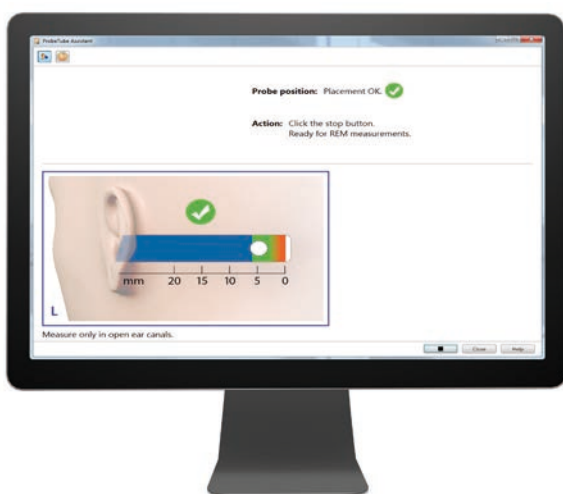 ProbeTube Assistant
Probe position: Placement OK.
Action: Click the stop button.
Ready for REM measurements.
mm 20 15 10 5 0
L
Measure only in open ear canals.
Close Help